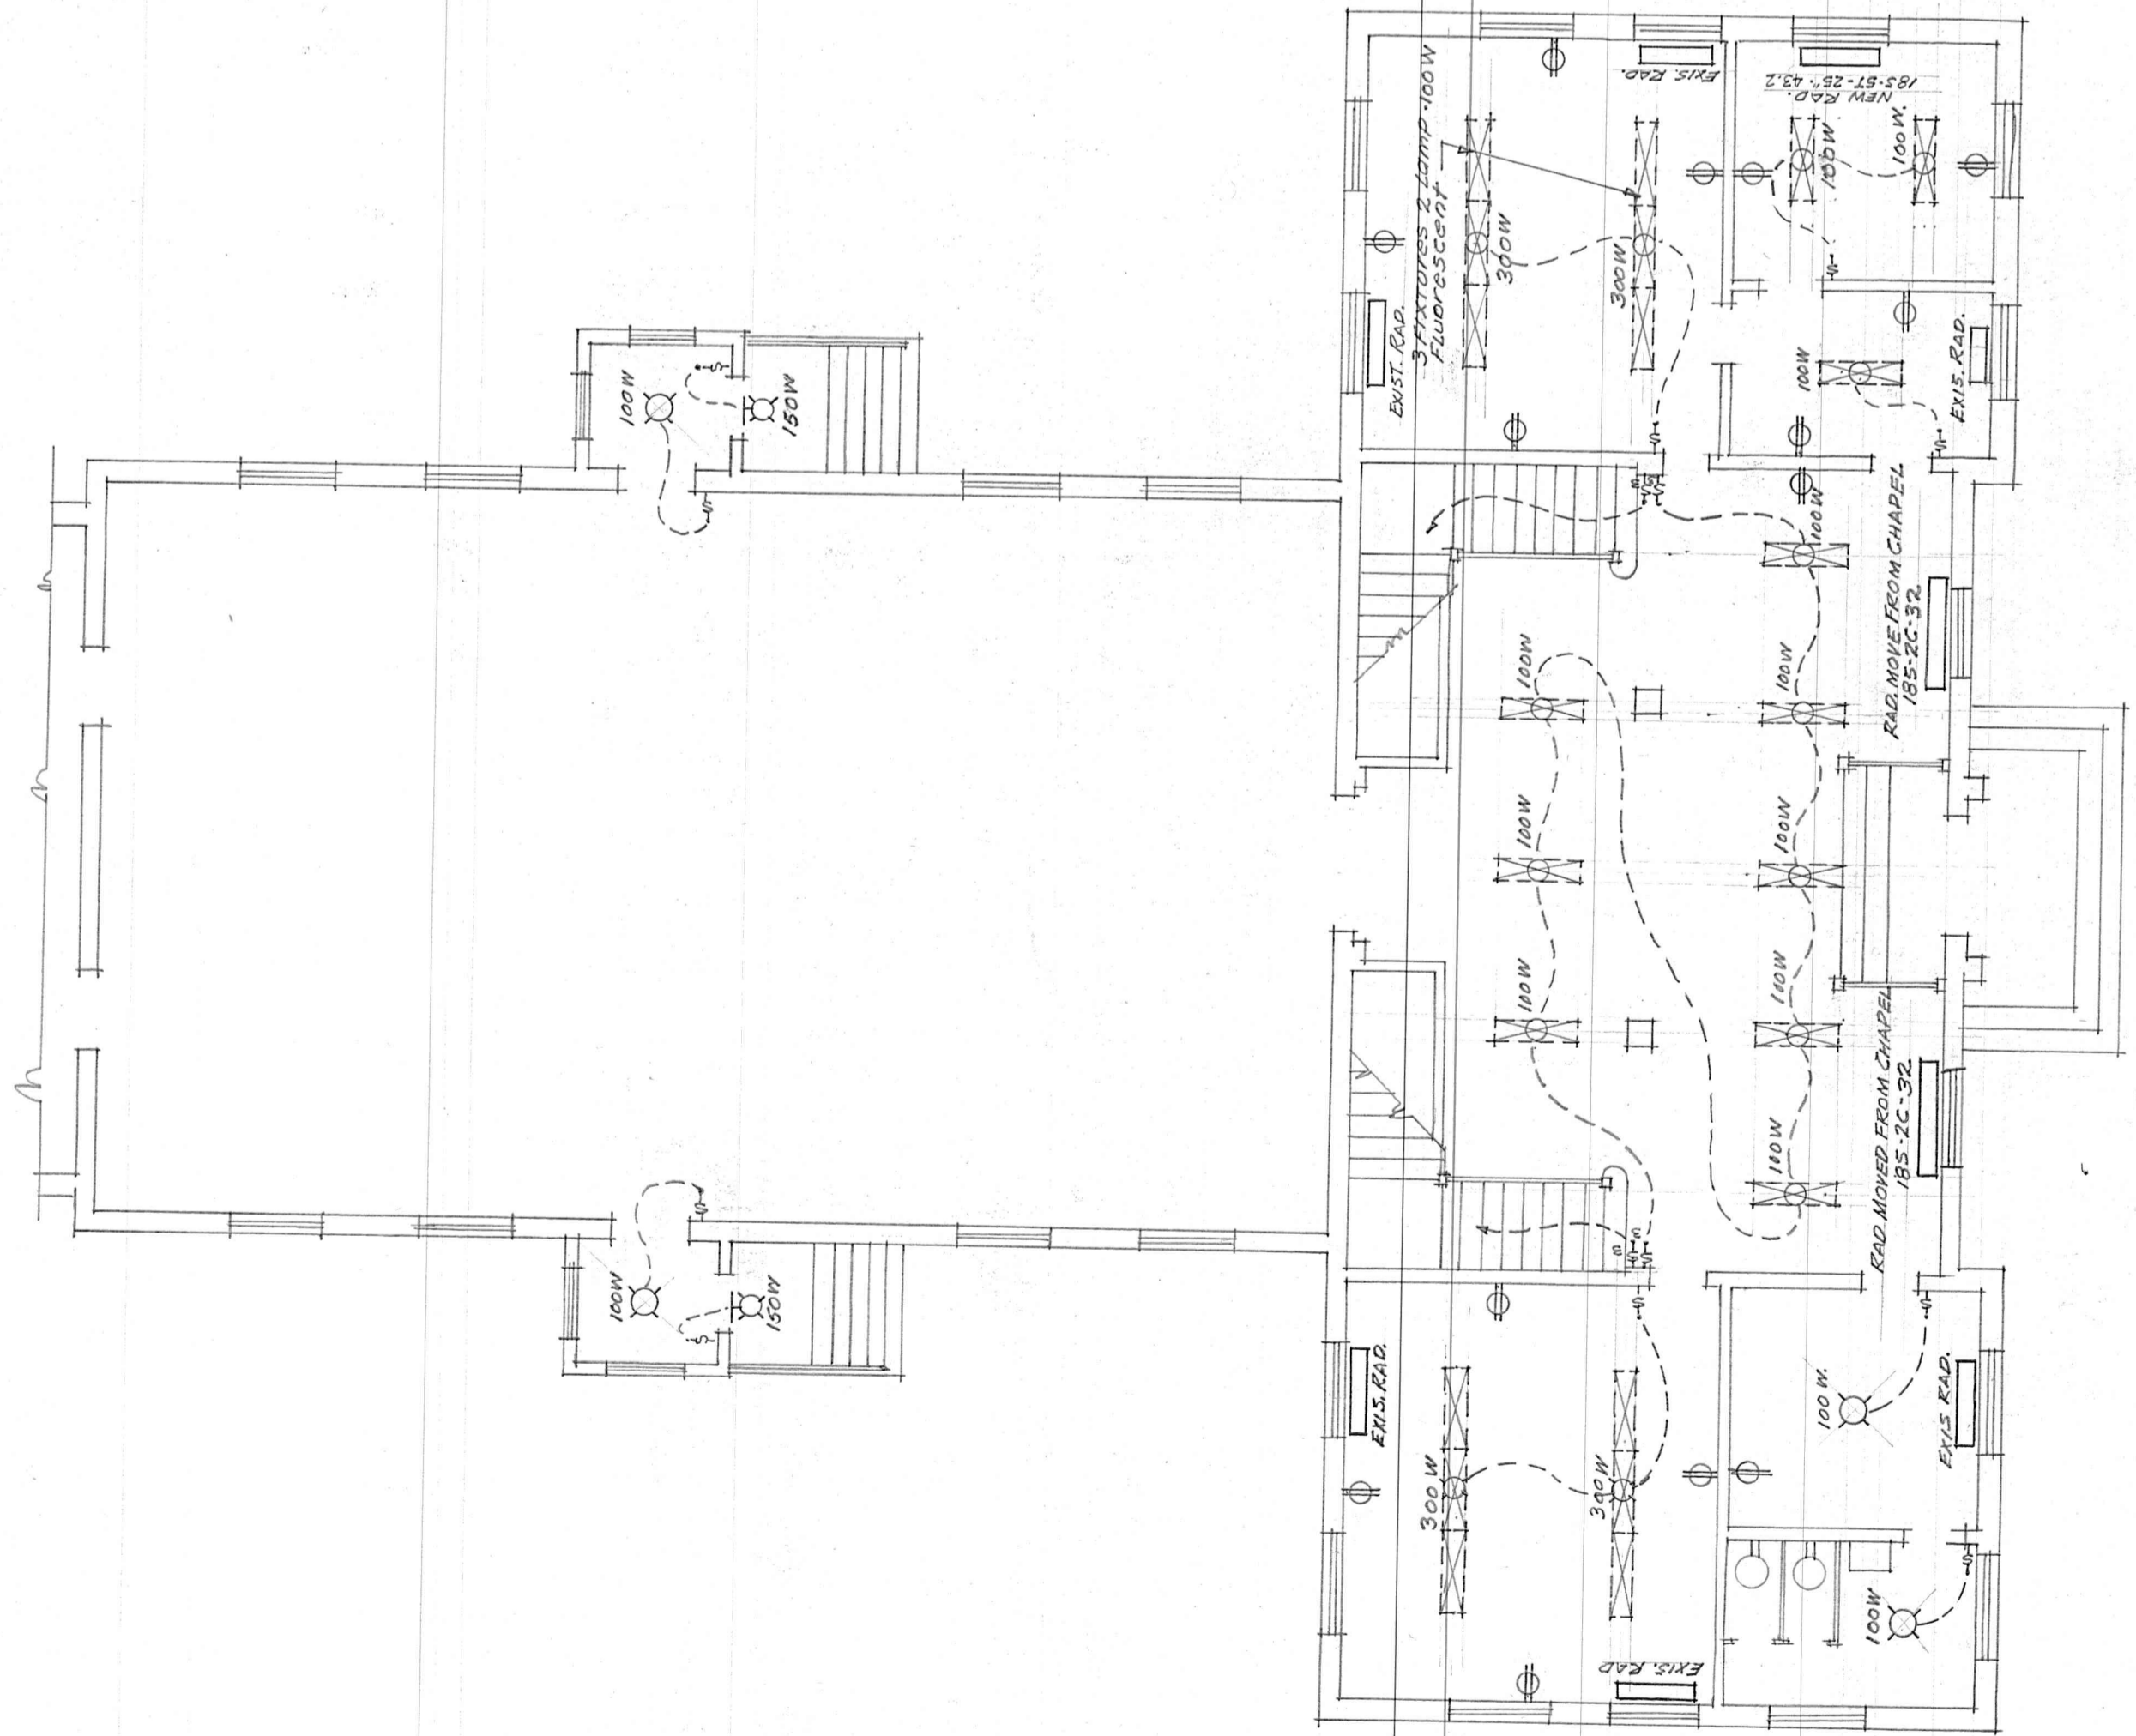 EXIS. RAD.
NEW RAD.
18S-5T-25"-43.2
3 FIXTURES 2 Lamp-100W
FLUORESCENT
300W
300W
100W
100W.
EXIST. RAD.
100W
EXIS. RAD.
100W
150W
100W
RAD. MOVE FROM CHAPEL
18S-2C-32
100W
100W
100W
100W
100W
100W
100W
RAD. MOVED FROM CHAPEL
18S-2C-32
100W
100W
150W
EXIS. RAD.
300W
300W
100W.
EXIS RAD.
100W
EXIS. RAD